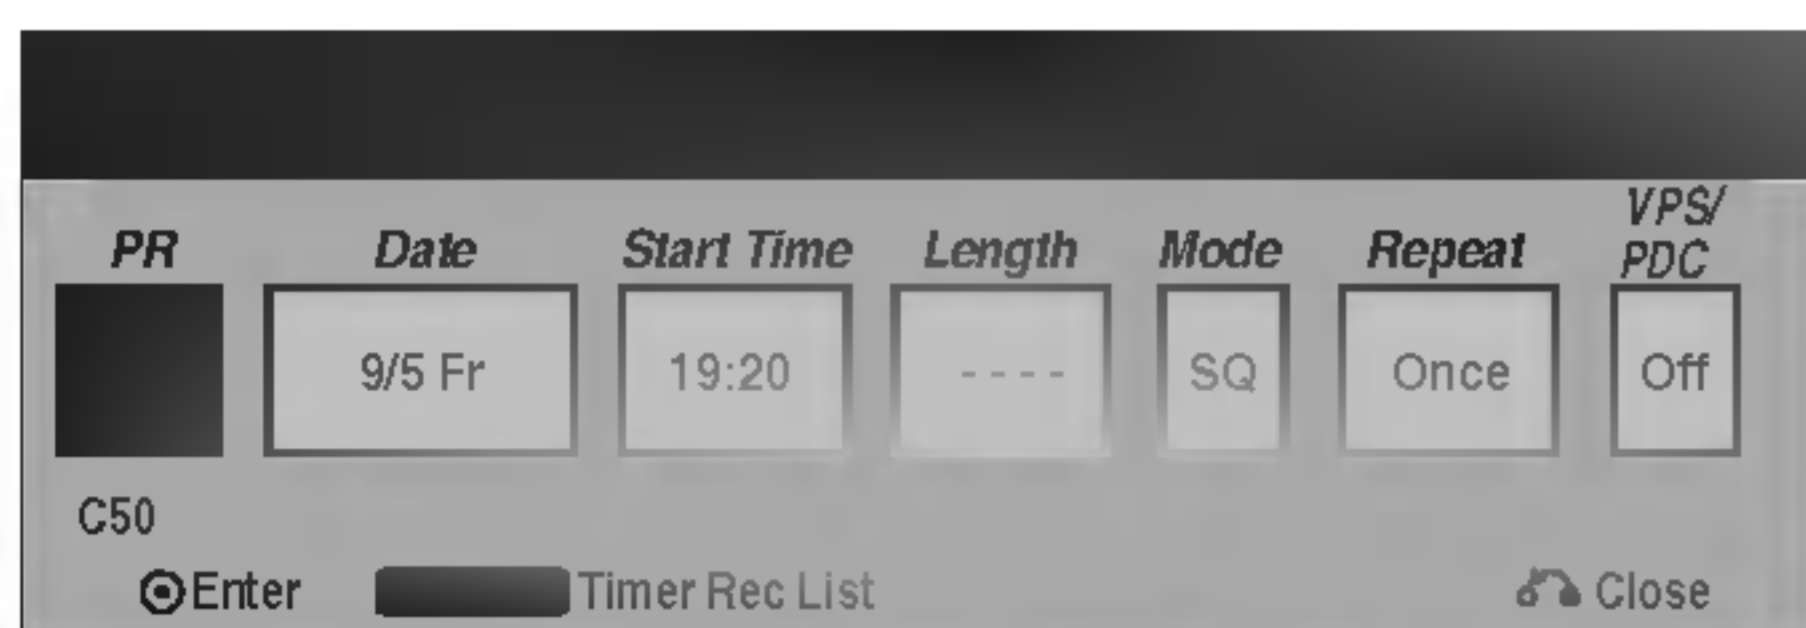 VPS/
PR Date Start Time Length Mode Repeat PDC
9/5 Fr 19:20 ---- SQ Once Off
C50
Enter Timer Rec List Close